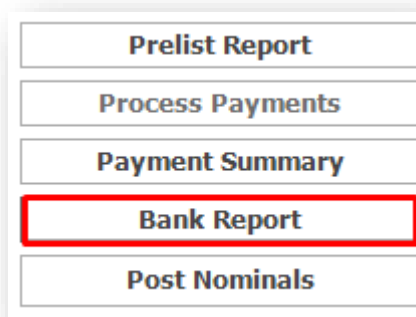 Prelist Report
Process Payments
Payment Summary
Bank Report
Post Nominals